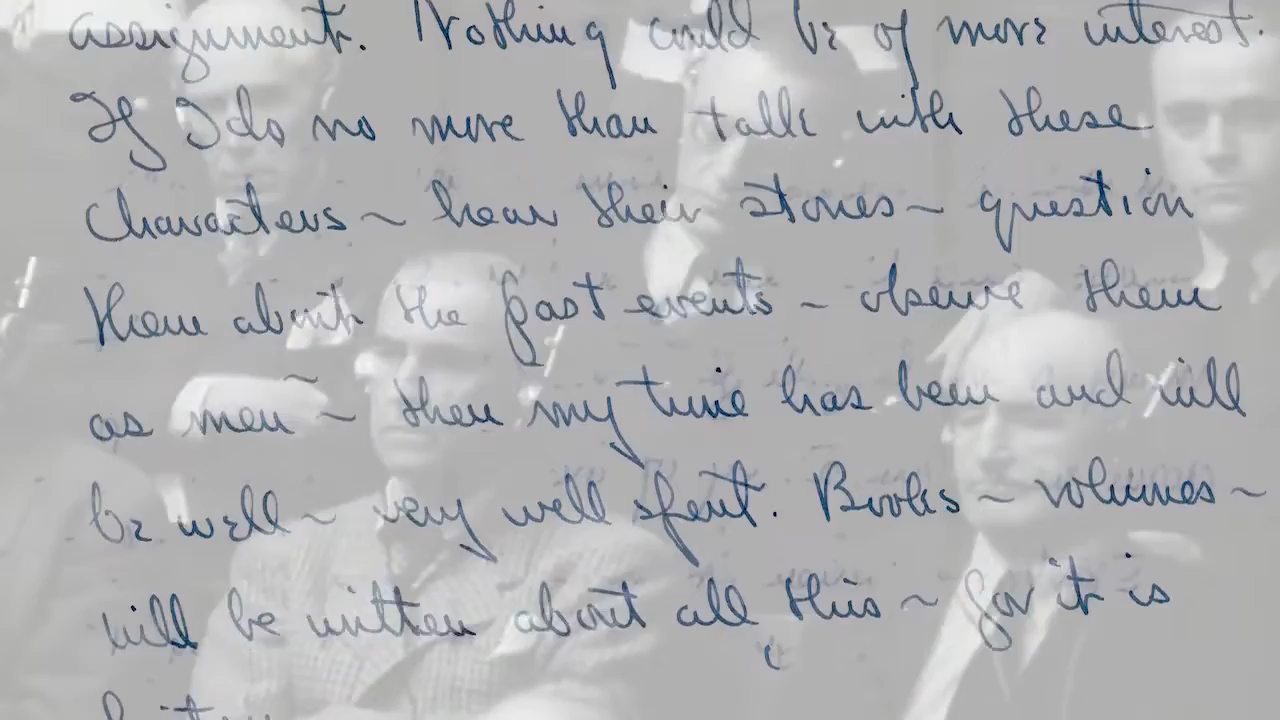 assignment. Nothing could be of more interest.
If I do no more than talk with these
characters ~ hear their stories ~ question
them about the past events ~ observe them
as men ~ then my time has been and will
be well ~ very well spent. Books ~ volumes ~
will be written about all this ~ for it is